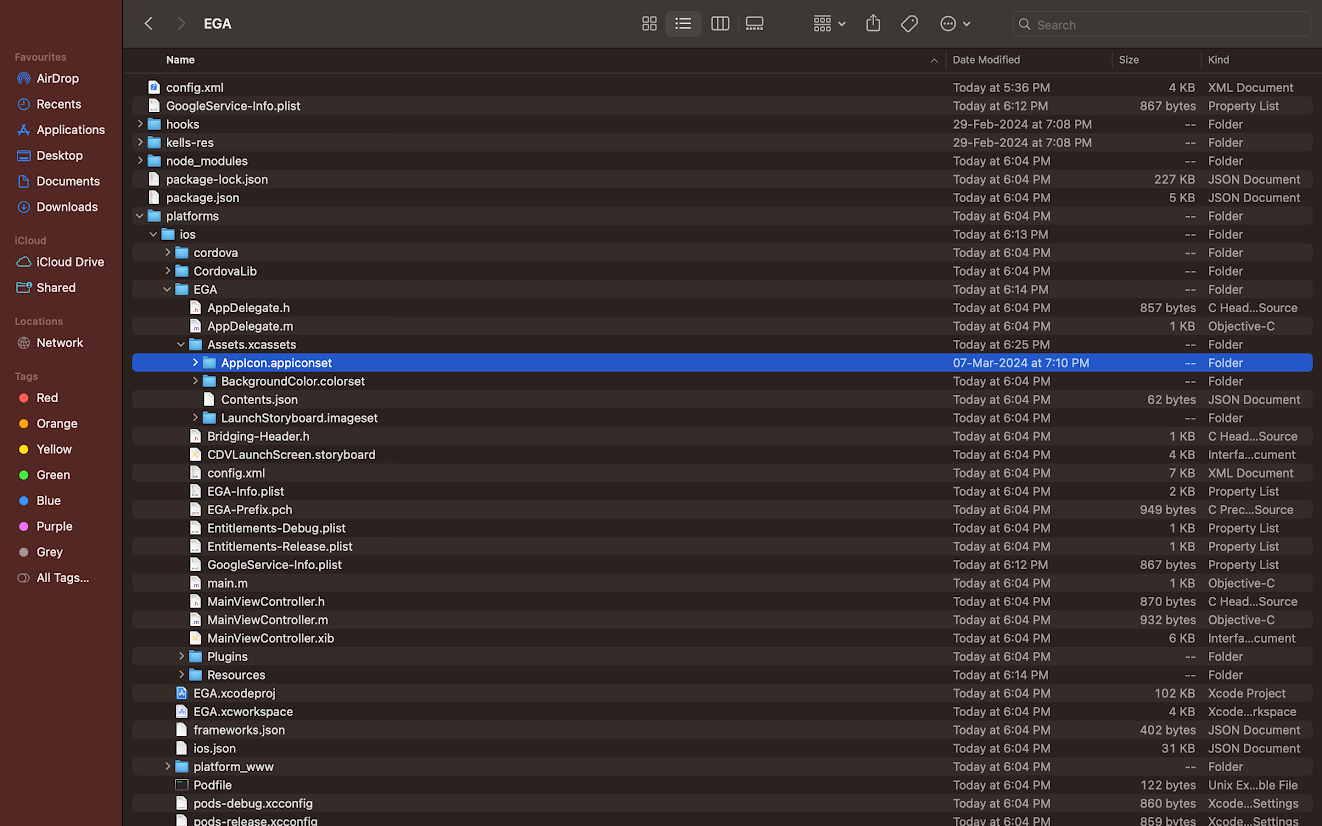 EGA
Search
Favourites
AirDrop
Recents
Applications
Desktop
Documents
Downloads
iCloud
iCloud Drive
Shared
Locations
Network
Tags
Red
Orange
Yellow
Green
Blue
Purple
Grey
All Tags...
Name Date Modified Size Kind
config.xml Today at 5:36 PM 4 KB XML Document
GoogleService-Info.plist Today at 6:12 PM 867 bytes Property List
hooks 29-Feb-2024 at 7:08 PM -- Folder
kells-res 29-Feb-2024 at 7:08 PM -- Folder
node_modules Today at 6:04 PM -- Folder
package-lock.json Today at 6:04 PM 227 KB JSON Document
package.json Today at 6:04 PM 5 KB JSON Document
platforms Today at 6:04 PM -- Folder
ios Today at 6:13 PM -- Folder
cordova Today at 6:04 PM -- Folder
CordovaLib Today at 6:04 PM -- Folder
EGA Today at 6:14 PM -- Folder
AppDelegate.h Today at 6:04 PM 857 bytes C Head...Source
AppDelegate.m Today at 6:04 PM 1 KB Objective-C
Assets.xcassets Today at 6:25 PM -- Folder
AppIcon.appiconset 07-Mar-2024 at 7:10 PM -- Folder
BackgroundColor.colorset Today at 6:04 PM -- Folder
Contents.json Today at 6:04 PM 62 bytes JSON Document
LaunchStoryboard.imageset Today at 6:04 PM -- Folder
Bridging-Header.h Today at 6:04 PM 1 KB C Head...Source
CDVLaunchScreen.storyboard Today at 6:04 PM 4 KB Interfa...cument
config.xml Today at 6:04 PM 7 KB XML Document
EGA-Info.plist Today at 6:04 PM 2 KB Property List
EGA-Prefix.pch Today at 6:04 PM 949 bytes C Prec...Source
Entitlements-Debug.plist Today at 6:04 PM 1 KB Property List
Entitlements-Release.plist Today at 6:04 PM 1 KB Property List
GoogleService-Info.plist Today at 6:12 PM 867 bytes Property List
main.m Today at 6:04 PM 1 KB Objective-C
MainViewController.h Today at 6:04 PM 870 bytes C Head...Source
MainViewController.m Today at 6:04 PM 932 bytes Objective-C
MainViewController.xib Today at 6:04 PM 6 KB Interfa...cument
Plugins Today at 6:04 PM -- Folder
Resources Today at 6:14 PM -- Folder
EGA.xcodeproj Today at 6:04 PM 102 KB Xcode Project
EGA.xcworkspace Today at 6:04 PM 4 KB Xcode...rkspace
frameworks.json Today at 6:04 PM 402 bytes JSON Document
ios.json Today at 6:04 PM 31 KB JSON Document
platform_www Today at 6:04 PM -- Folder
Podfile Today at 6:04 PM 122 bytes Unix Ex...ble File
pods-debug.xcconfig Today at 6:04 PM 860 bytes Xcode...Settings
pods-release.xcconfig Today at 6:04 PM 859 bytes Xcode...Settings